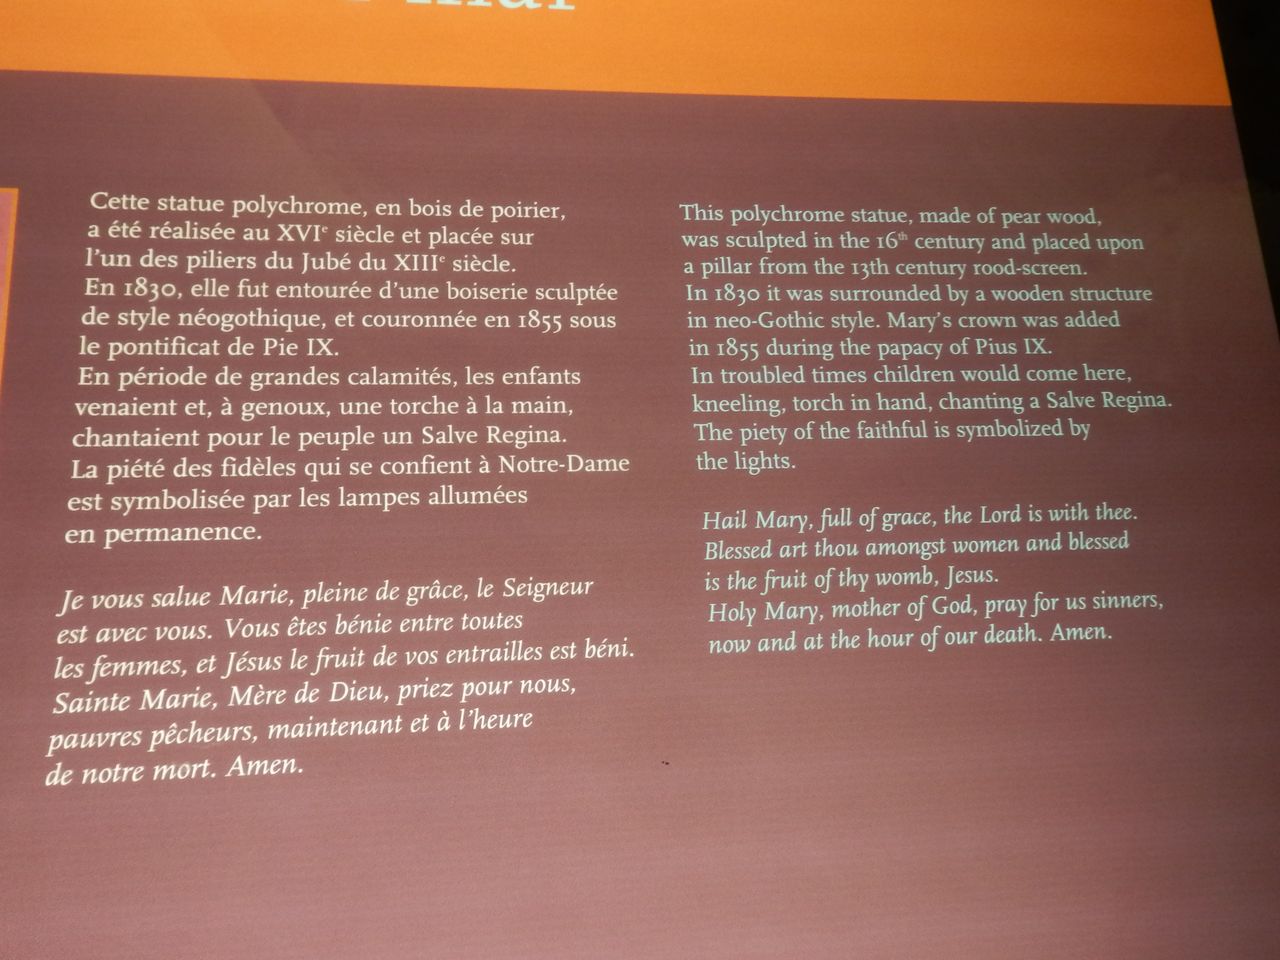 Cette statue polychrome, en bois de poirier,
a été réalisée au XVIe siècle et placée sur
l'un des piliers du Jubé du XIIIe siècle.
En 1830, elle fut entourée d'une boiserie sculptée
de style néogothique, et couronnée en 1855 sous
le pontificat de Pie IX.
En période de grandes calamités, les enfants
venaient et, à genoux, une torche à la main,
chantaient pour le peuple un Salve Regina.
La piété des fidèles qui se confient à Notre-Dame
est symbolisée par les lampes allumées
en permanence.
Je vous salue Marie, pleine de grâce, le Seigneur
est avec vous. Vous êtes bénie entre toutes
les femmes, et Jésus le fruit de vos entrailles est béni.
Sainte Marie, Mère de Dieu, priez pour nous,
pauvres pêcheurs, maintenant et à l'heure
de notre mort. Amen.
This polychrome statue, made of pear wood,
was sculpted in the 16th century and placed upon
a pillar from the 13th century rood-screen.
In 1830 it was surrounded by a wooden structure
in neo-Gothic style. Mary's crown was added
in 1855 during the papacy of Pius IX.
In troubled times children would come here,
kneeling, torch in hand, chanting a Salve Regina.
The piety of the faithful is symbolized by
the lights.
Hail Mary, full of grace, the Lord is with thee.
Blessed art thou amongst women and blessed
is the fruit of thy womb, Jesus.
Holy Mary, mother of God, pray for us sinners,
now and at the hour of our death. Amen.